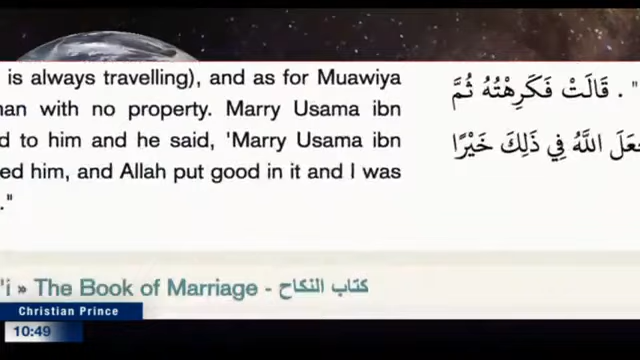 is always travelling), and as for Muawiya
with no property. Marry Usama ibn
to him and he said, 'Marry Usama ibn
him, and Allah put good in it and I was
."
" . قَالَتْ فَكَرِهْتُهُ ثُمَّ
اللَّهُ فِي ذَلِكَ خَيْرًا
» The Book of Marriage - كتاب النكاح
Christian Prince
10:49